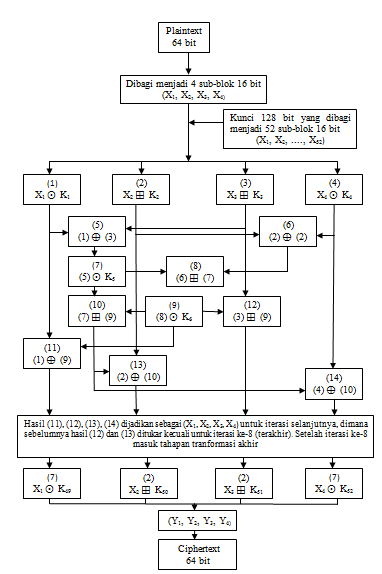 Plaintext
64 bit
Dibagi menjadi 4 sub-blok 16 bit
(X₁, X₂, X₃, X₄)
Kunci 128 bit yang dibagi
menjadi 52 sub-blok 16 bit
(X₁, X₂, ...., X₅₂)
(1)
X₁ ⊙ K₁
(2)
X₂ ⊞ K₂
(3)
X₃ ⊞ K₃
(4)
X₄ ⊙ K₄
(5)
(1) ⊕ (3)
(6)
(2) ⊕ (2)
(7)
(5) ⊙ K₅
(8)
(6) ⊞ (7)
(10)
(7) ⊞ (9)
(9)
(8) ⊙ K₆
(12)
(3) ⊞ (9)
(11)
(1) ⊕ (9)
(13)
(2) ⊕ (10)
(14)
(4) ⊕ (10)
Hasil (11), (12), (13), (14) dijadikan sebagai (X₁, X₂, X₃, X₄) untuk iterasi selanjutnya, dimana
sebelumnya hasil (12) dan (13) ditukar kecuali untuk iterasi ke-8 (terakhir). Setelah iterasi ke-8
masuk tahapan tranformasi akhir
(7)
X₁ ⊙ K₄₉
(2)
X₂ ⊞ K₅₀
(2)
X₃ ⊞ K₅₁
(7)
X₄ ⊙ K₅₂
(Y₁, Y₂, Y₃, Y₄)
Ciphertext
64 bit